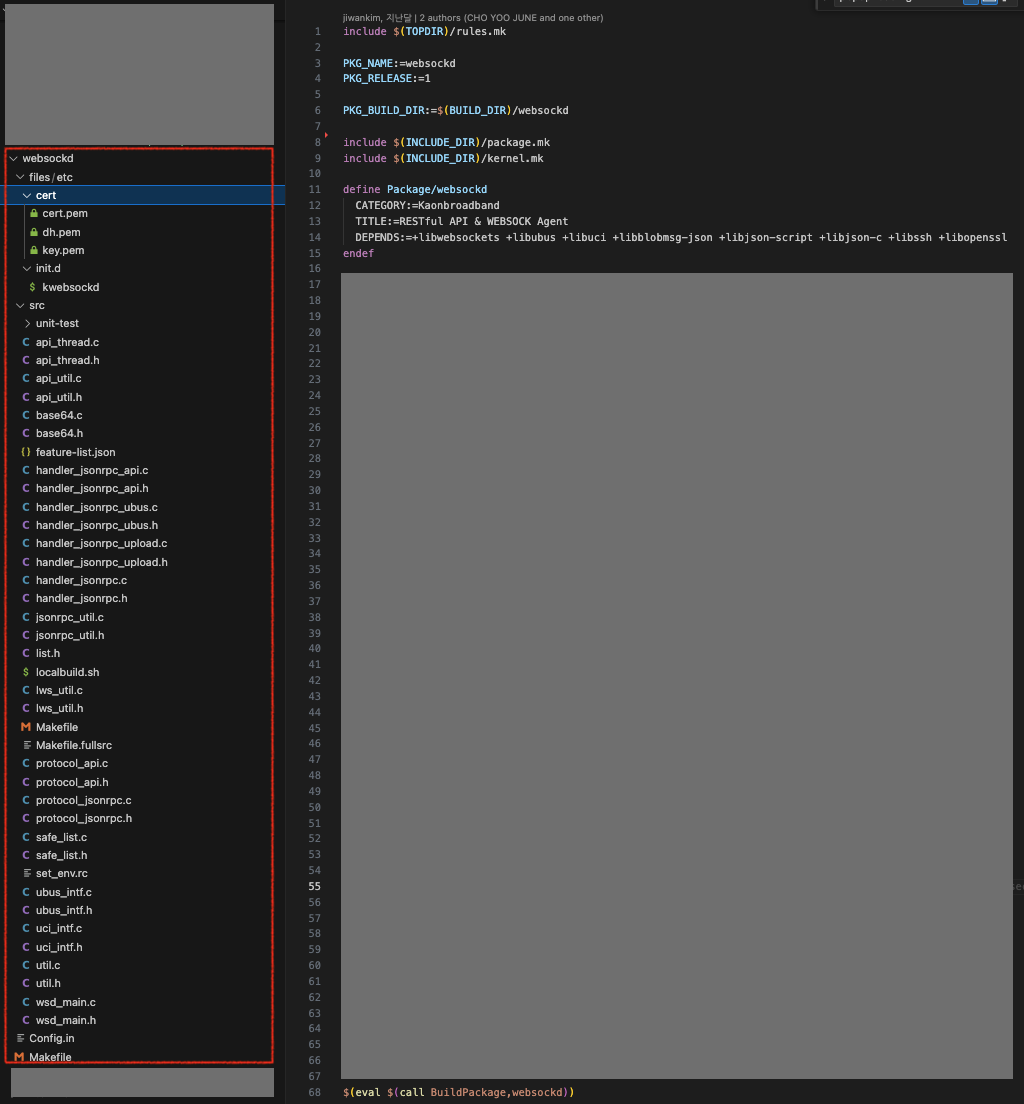 websockd
files/etc
cert
cert.pem
dh.pem
key.pem
init.d
$ kwebsockd
src
unit-test
C api_thread.c
C api_thread.h
C api_util.c
C api_util.h
C base64.c
C base64.h
{} feature-list.json
C handler_jsonrpc_api.c
C handler_jsonrpc_api.h
C handler_jsonrpc_ubus.c
C handler_jsonrpc_ubus.h
C handler_jsonrpc_upload.c
C handler_jsonrpc_upload.h
C handler_jsonrpc.c
C handler_jsonrpc.h
C jsonrpc_util.c
C jsonrpc_util.h
C list.h
$ localbuild.sh
C lws_util.c
C lws_util.h
M Makefile
Makefile.fullsrc
C protocol_api.c
C protocol_api.h
C protocol_jsonrpc.c
C protocol_jsonrpc.h
C safe_list.c
C safe_list.h
set_env.rc
C ubus_intf.c
C ubus_intf.h
C uci_intf.c
C uci_intf.h
C util.c
C util.h
C wsd_main.c
C wsd_main.h
Config.in
M Makefile
jiwankim, 지난달 | 2 authors (CHO YOO JUNE and one other)
1 include $(TOPDIR)/rules.mk
2
3 PKG_NAME:=websockd
4 PKG_RELEASE:=1
5
6 PKG_BUILD_DIR:=$(BUILD_DIR)/websockd
7
8 include $(INCLUDE_DIR)/package.mk
9 include $(INCLUDE_DIR)/kernel.mk
10
11 define Package/websockd
12 CATEGORY:=Kaonbroadband
13 TITLE:=RESTful API & WEBSOCK Agent
14 DEPENDS:=+libwebsockets +libubus +libuci +libblobmsg-json +libjson-script +libjson-c +libssh +libopenssl
15 endef
16
17
18
19
20
21
22
23
24
25
26
27
28
29
30
31
32
33
34
35
36
37
38
39
40
41
42
43
44
45
46
47
48
49
50
51
52
53
54
55
56
57
58
59
60
61
62
63
64
65
66
67
68 $(eval $(call BuildPackage,websockd))